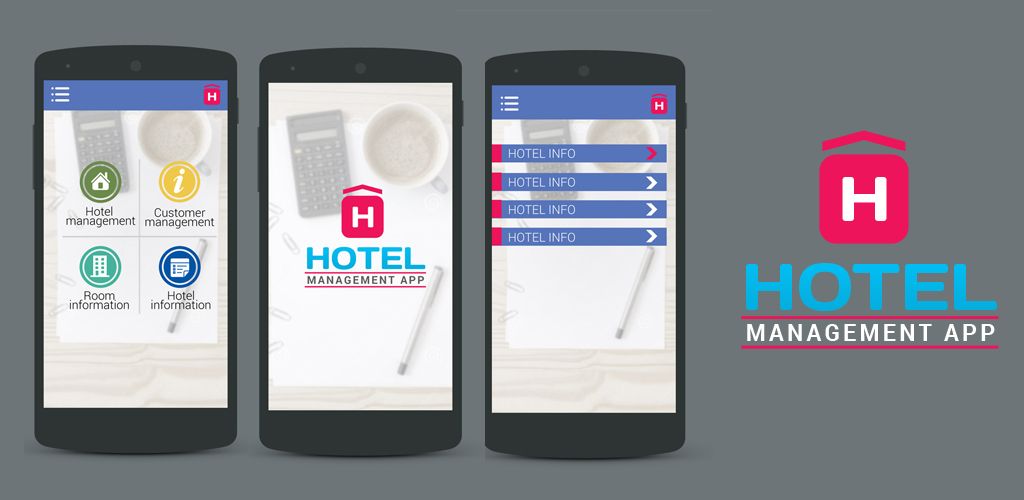 H
Hotel
management
Customer
management
Room
information
Hotel
information
H
HOTEL
MANAGEMENT APP
H
HOTEL INFO
HOTEL INFO
HOTEL INFO
HOTEL INFO
H
HOTEL
MANAGEMENT APP